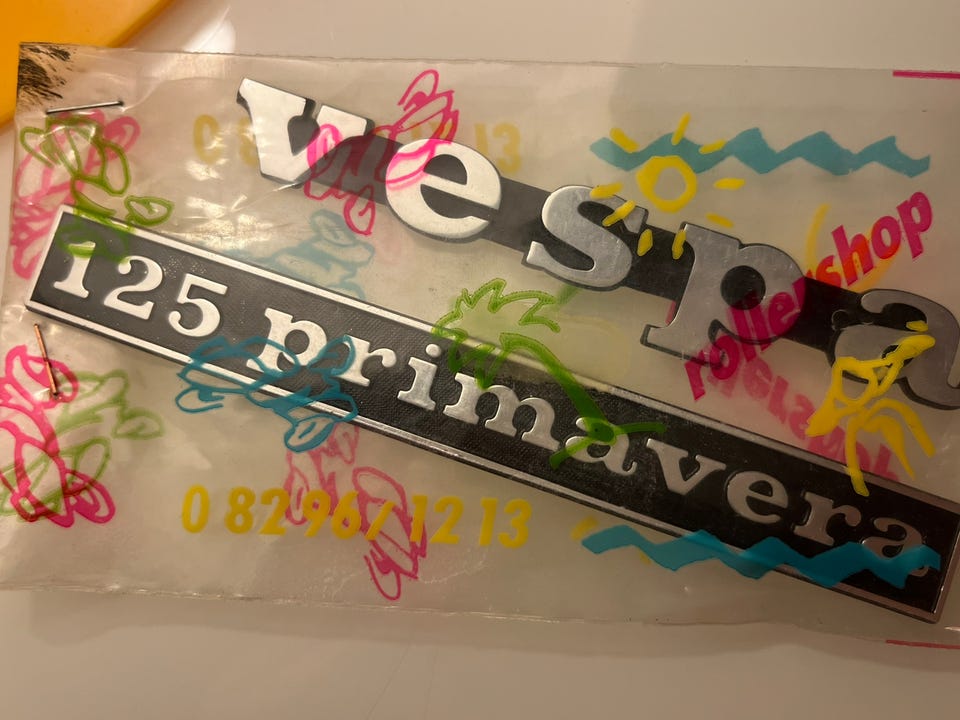 vespa
125 primavera
rollershop
0 82 96 / 12 13